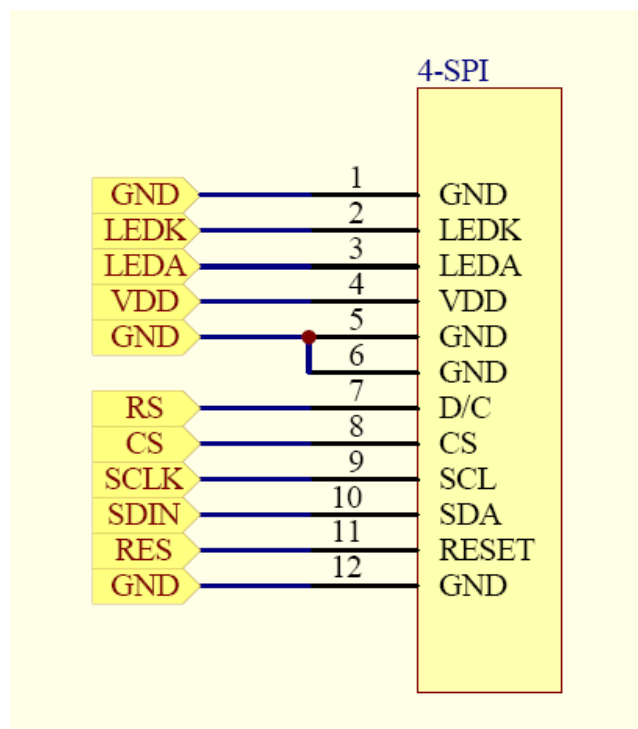 4-SPI
GND 1 GND
LEDK 2 LEDK
LEDA 3 LEDA
VDD 4 VDD
GND 5 GND
6 GND
RS 7 D/C
CS 8 CS
SCLK 9 SCL
SDIN 10 SDA
RES 11 RESET
GND 12 GND